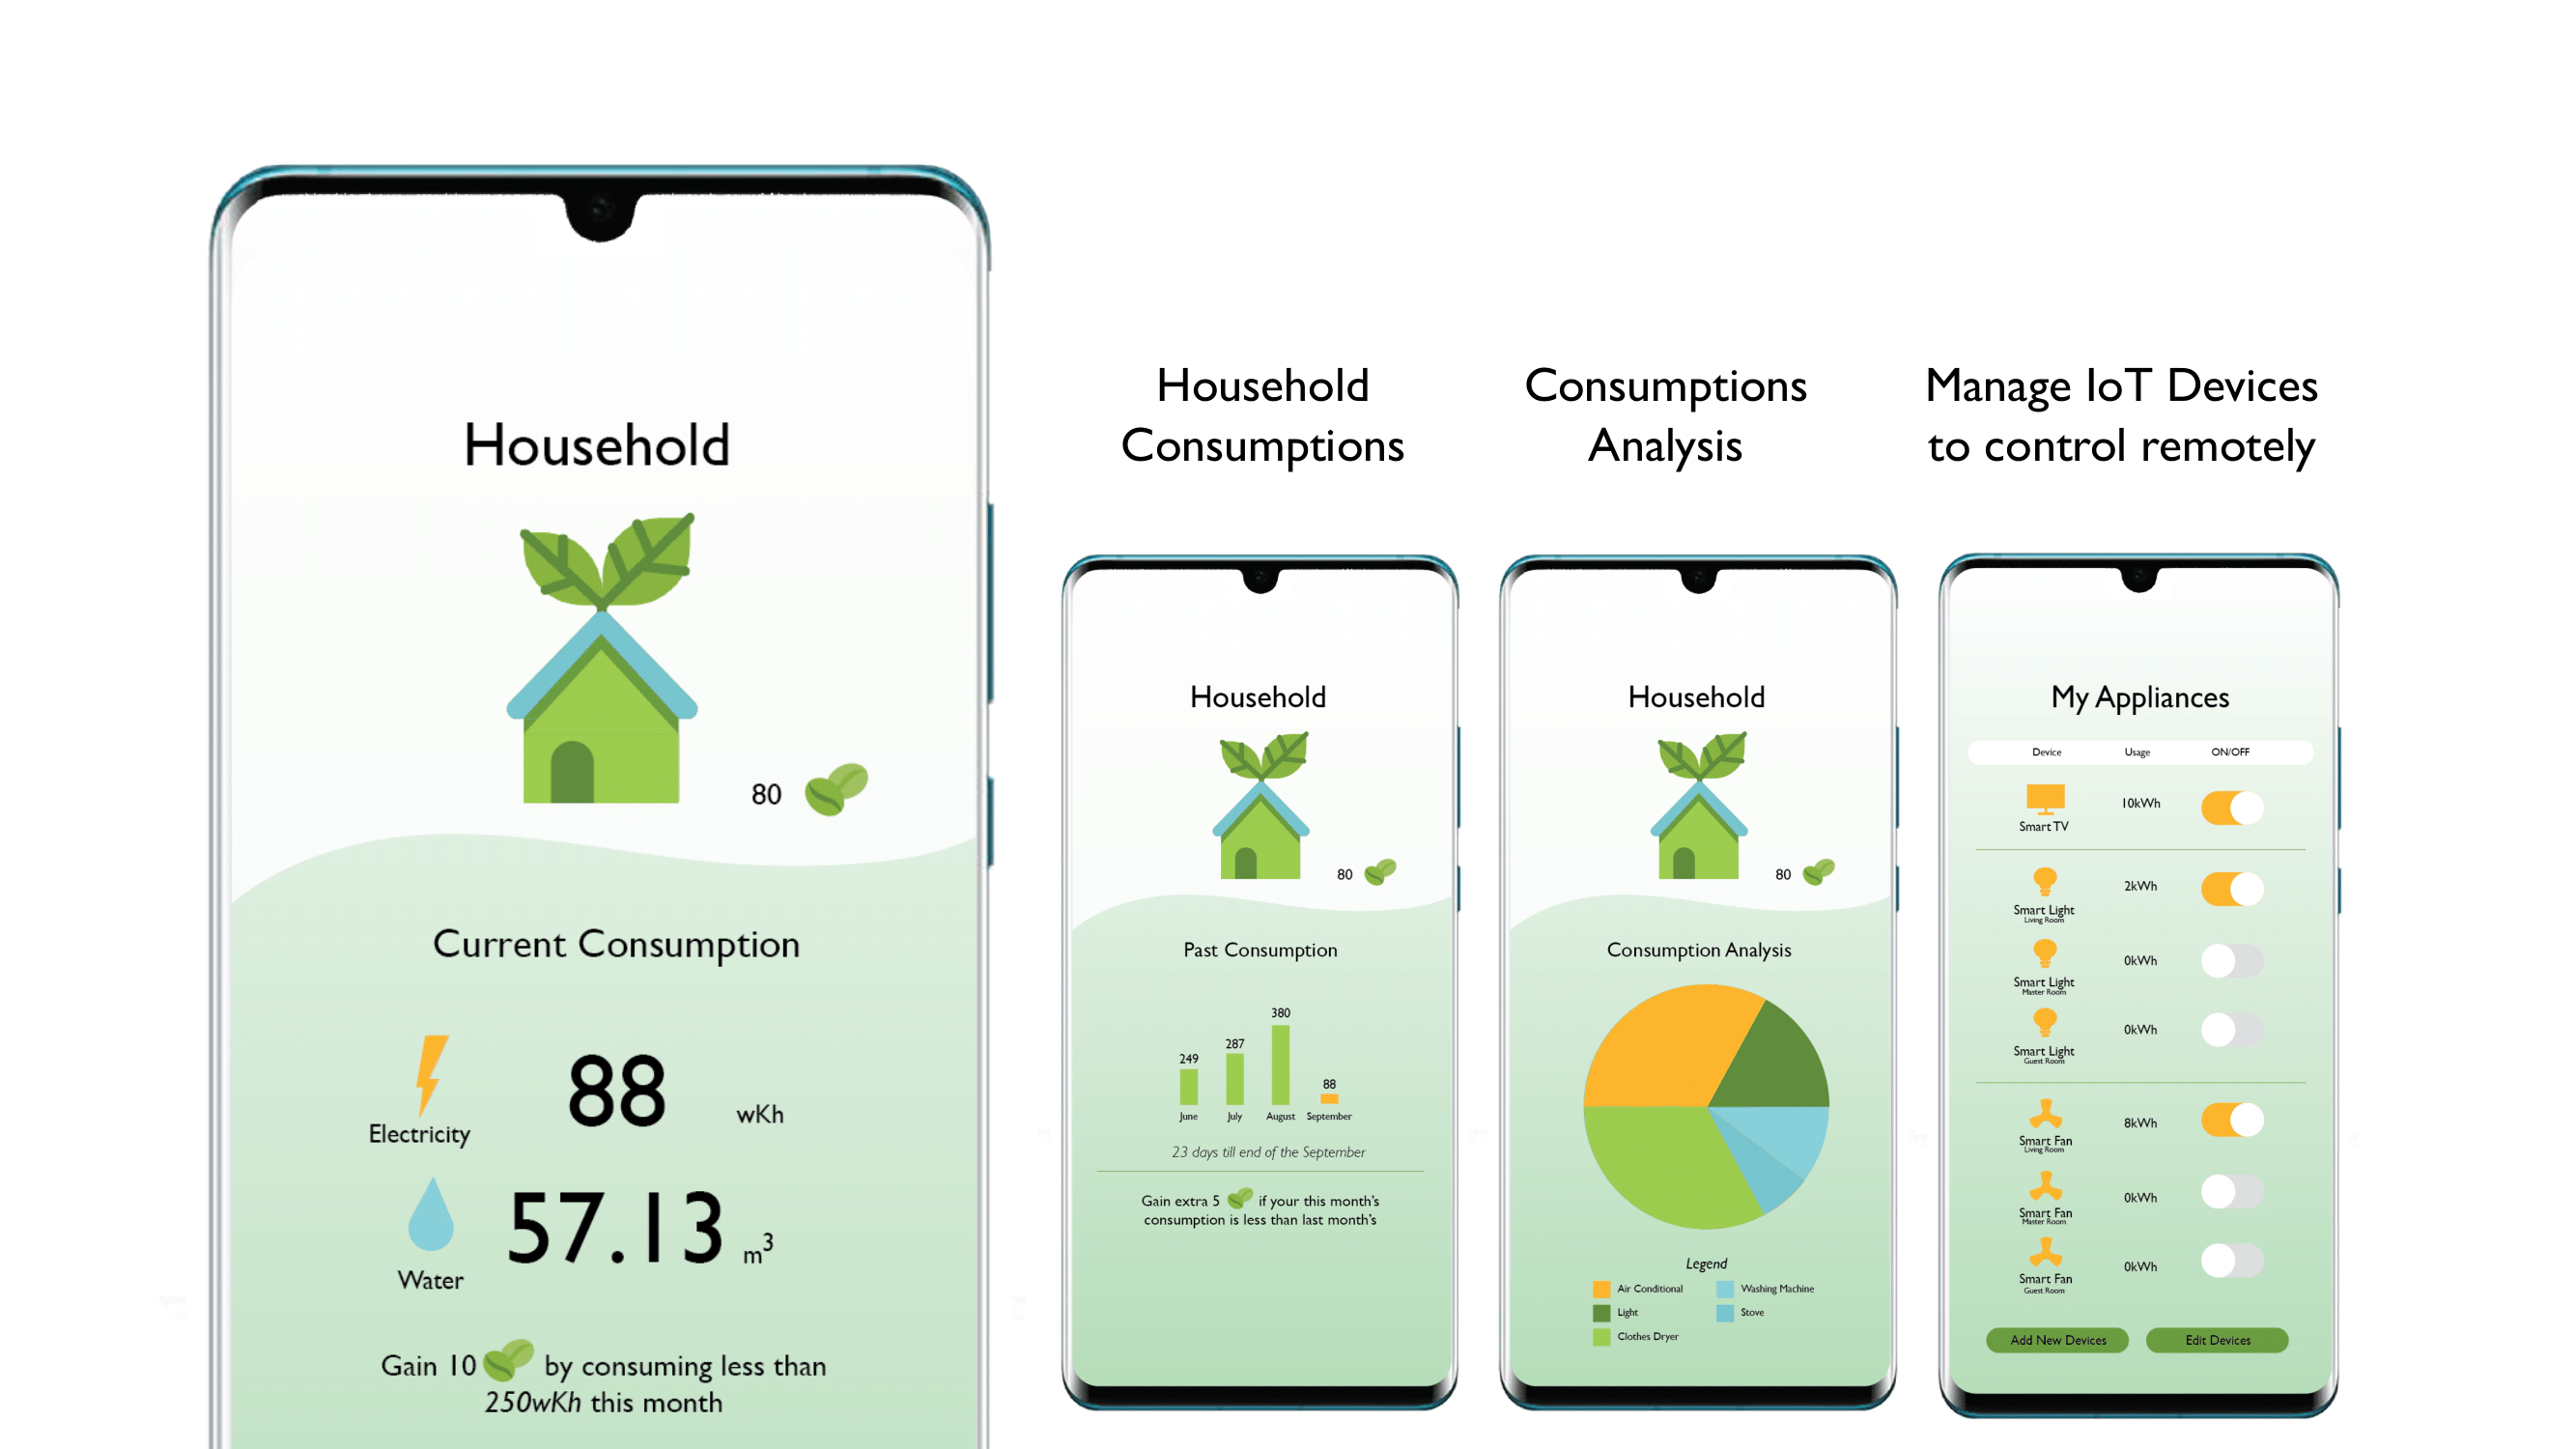 Household
80
Current Consumption
88 wKh
Electricity
57.13 m³
Water
Gain 10 by consuming less than
250wKh this month
Household
Consumptions
Household
80
Past Consumption
380
287
249
88
June July August September
23 days till end of the September
Gain extra 5 if your this month's
consumption is less than last month's
Consumptions
Analysis
Household
80
Consumption Analysis
Legend
Air Conditional Washing Machine
Light Stove
Clothes Dryer
Manage IoT Devices
to control remotely
My Appliances
Device Usage ON/OFF
10kWh
Smart TV
2kWh
Smart Light
Living Room
0kWh
Smart Light
Master Room
0kWh
Smart Light
Guest Room
8kWh
Smart Fan
Living Room
0kWh
Smart Fan
Master Room
0kWh
Smart Fan
Guest Room
Add New Devices Edit Devices